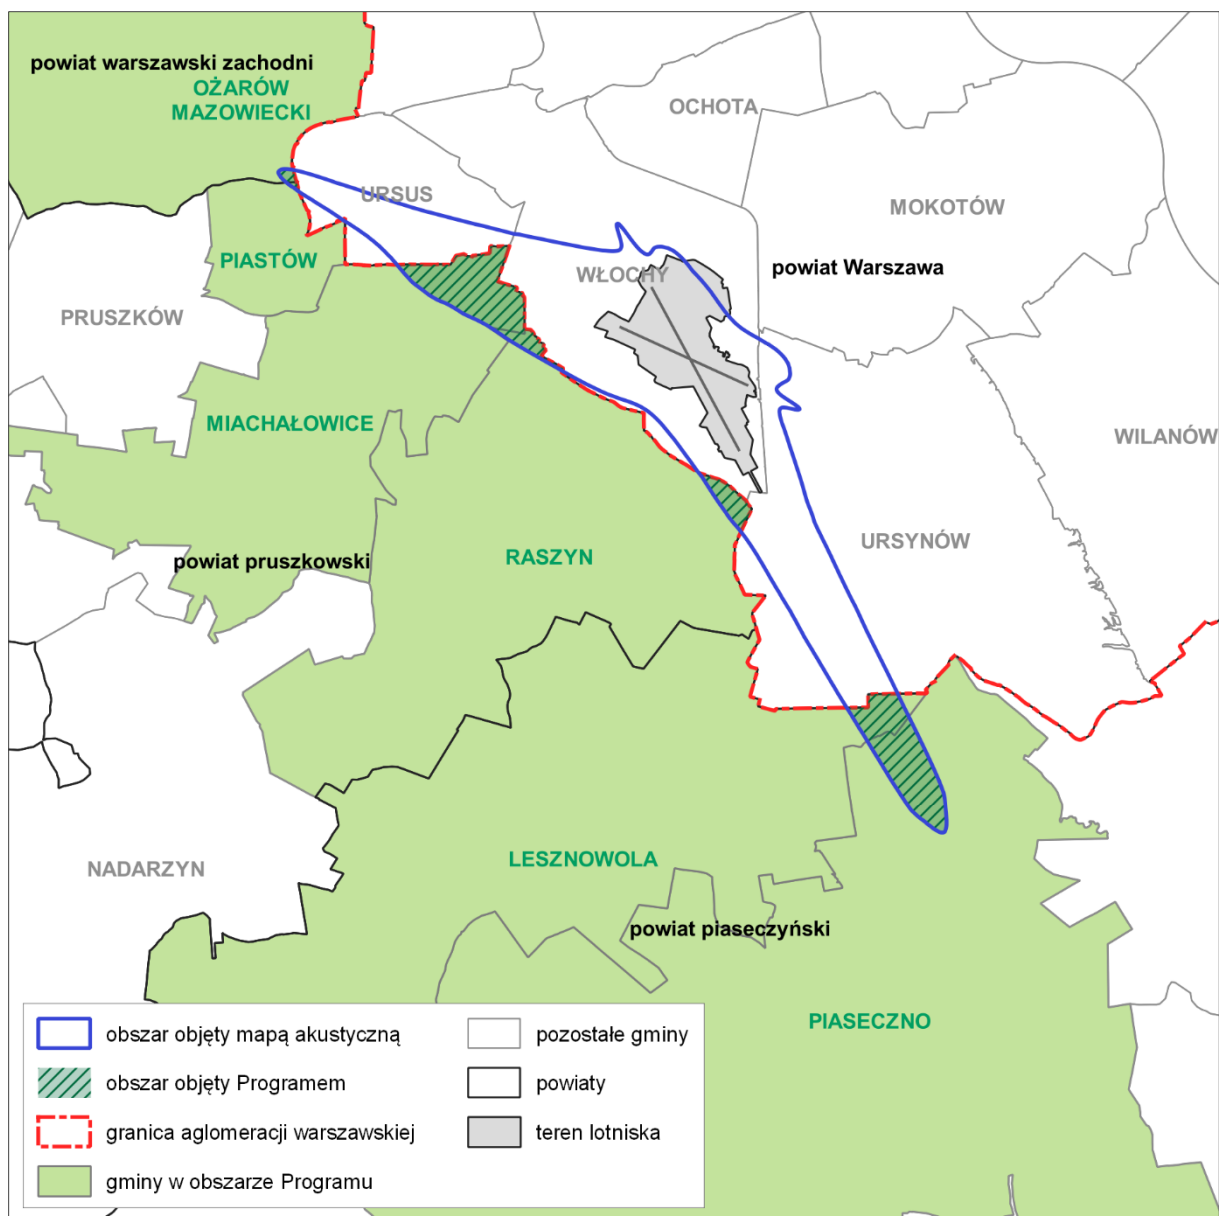 powiat warszawski zachodni
OŻARÓW
MAZOWIECKI
OCHOTA
URSUS
MOKOTÓW
PIASTÓW
WŁOCHY
powiat Warszawa
PRUSZKÓW
MIACHAŁOWICE
WILANÓW
URSYNÓW
RASZYN
powiat pruszkowski
LESZNOWOLA
NADARZYN
powiat piaseczyński
PIASECZNO
obszar objęty mapą akustyczną
obszar objęty Programem
granica aglomeracji warszawskiej
gminy w obszarze Programu
pozostałe gminy
powiaty
teren lotniska